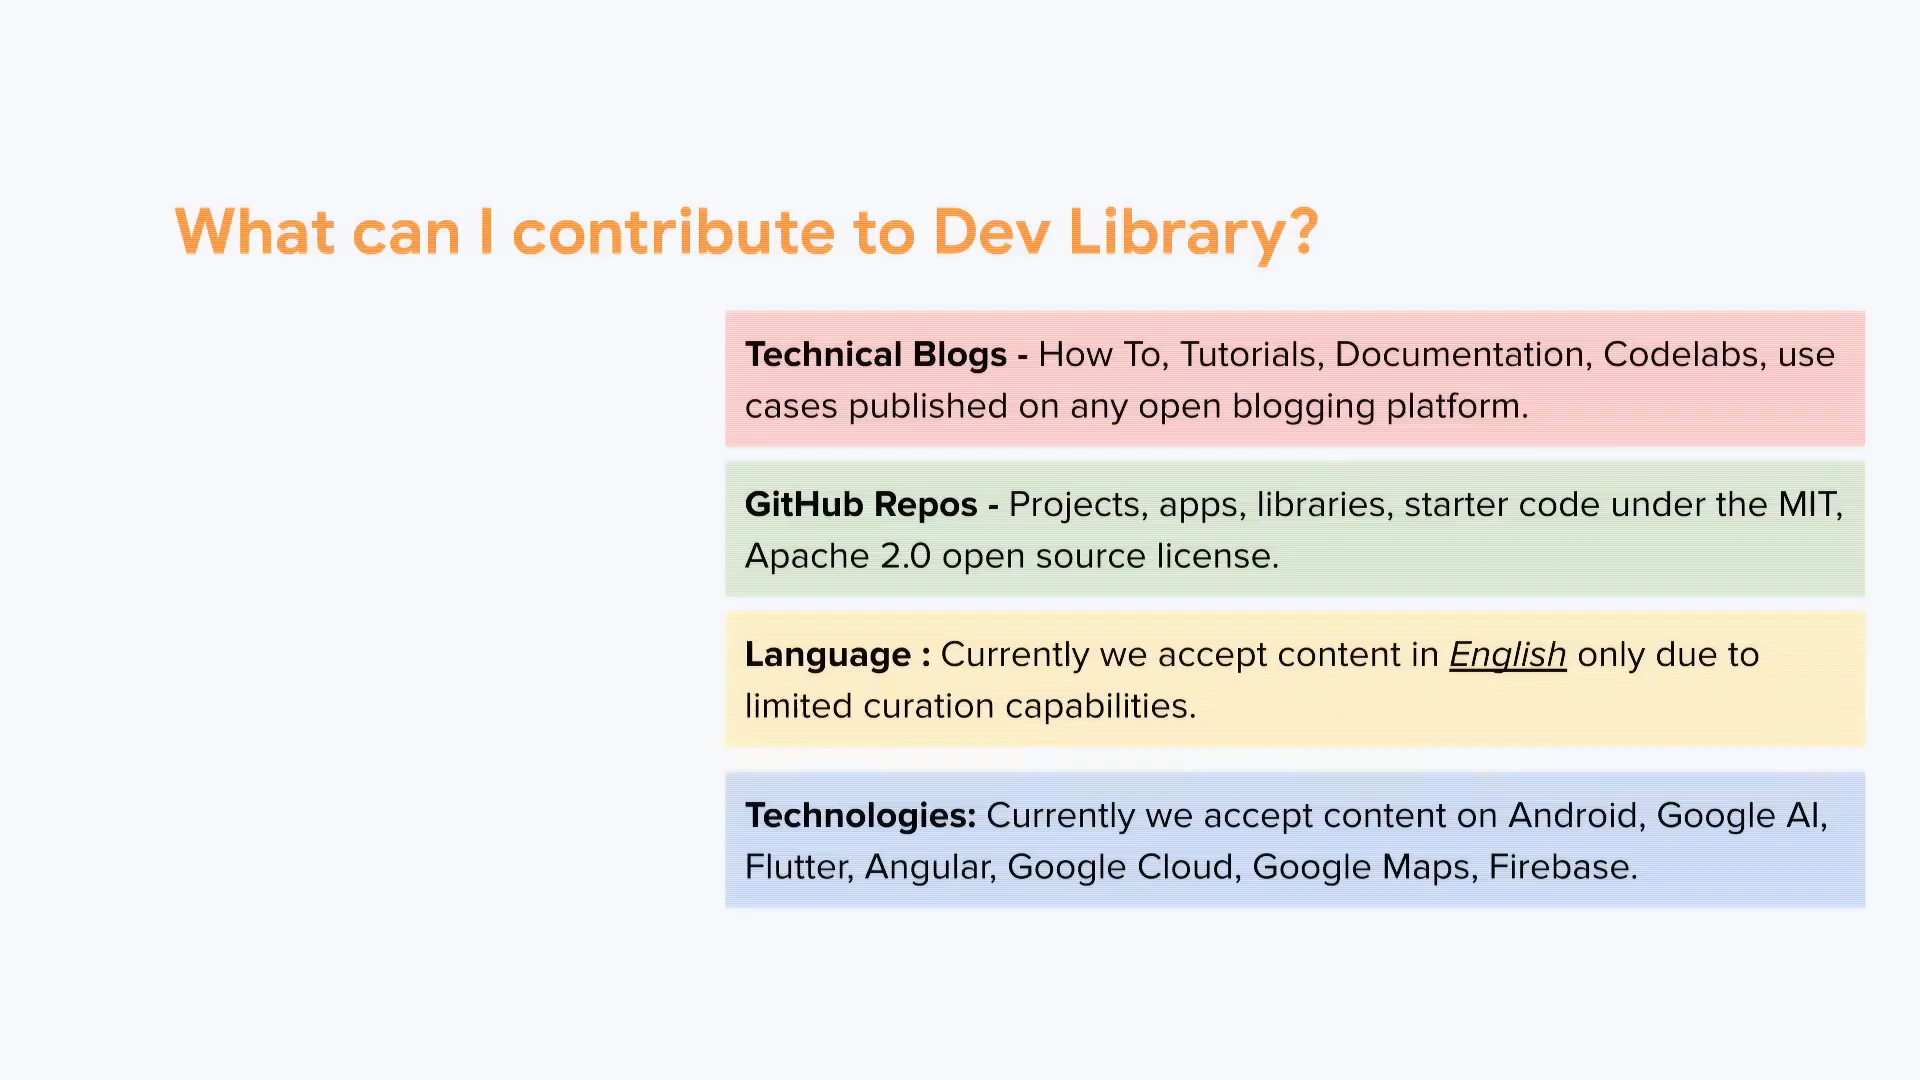 What can I contribute to Dev Library?
Technical Blogs - How To, Tutorials, Documentation, Codelabs, use
cases published on any open blogging platform.
GitHub Repos - Projects, apps, libraries, starter code under the MIT,
Apache 2.0 open source license.
Language : Currently we accept content in English only due to
limited curation capabilities.
Technologies: Currently we accept content on Android, Google AI,
Flutter, Angular, Google Cloud, Google Maps, Firebase.